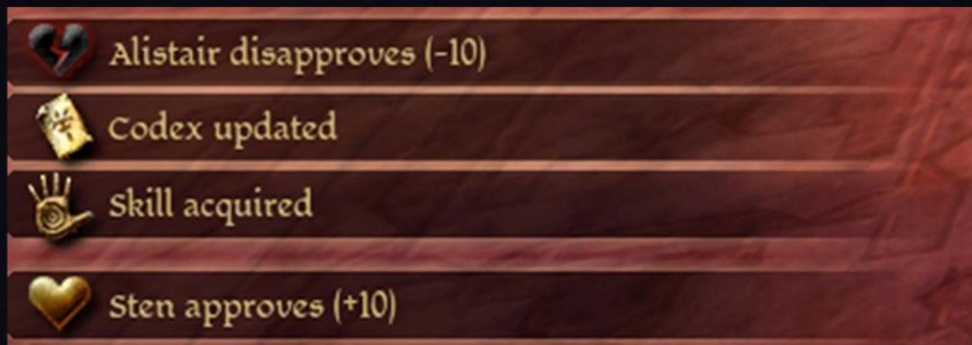 Alistair disapproves (-10)
Codex updated
Skill acquired
Sten approves (+10)